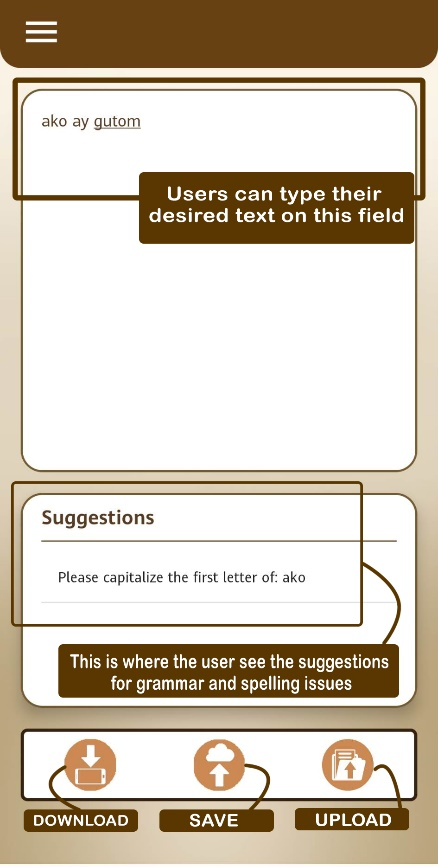 ako ay gutom
Users can type their
desired text on this field
Suggestions
Please capitalize the first letter of: ako
This is where the user see the suggestions
for grammar and spelling issues
DOWNLOAD
SAVE
UPLOAD